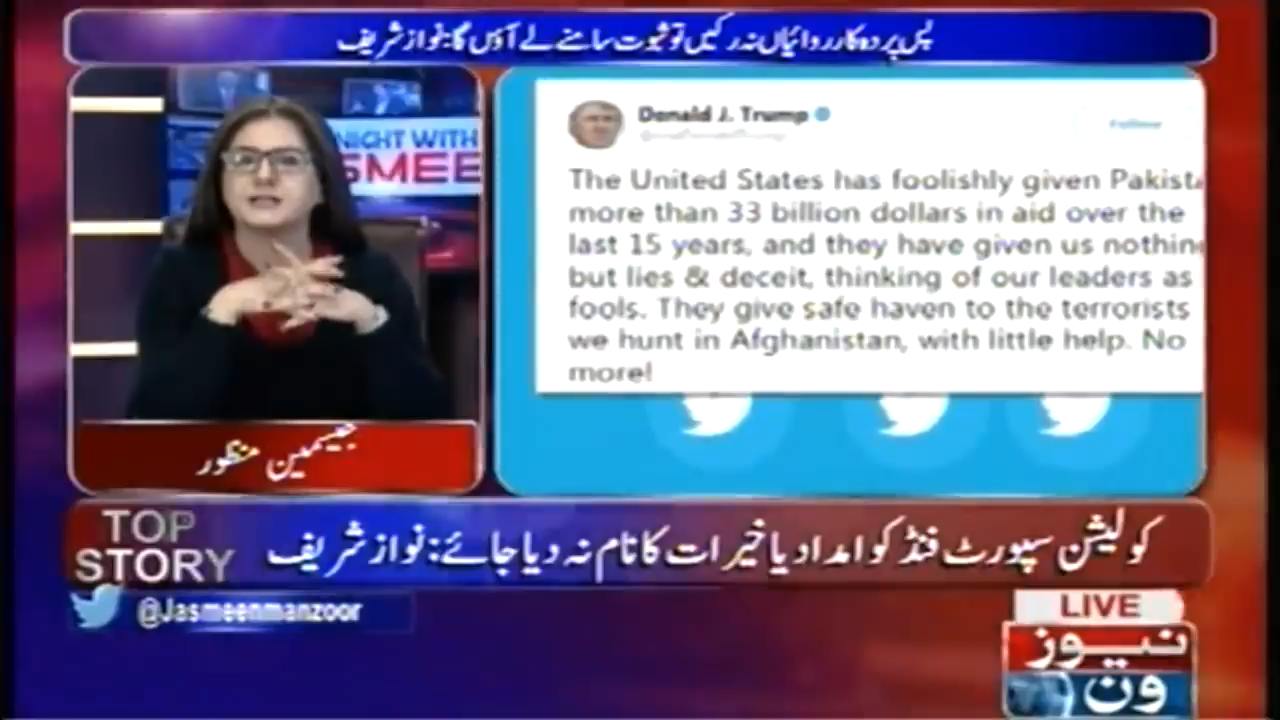 پس پردہ کارروائیاں نہ رکیں تو ثبوت سامنے لے آؤں گا: نواز شریف
NIGHT WITH
SMEE
جیسمین منظور
Donald J. Trump
Follow
The United States has foolishly given Pakista
more than 33 billion dollars in aid over the
last 15 years, and they have given us nothing
but lies & deceit, thinking of our leaders as
fools. They give safe haven to the terrorists
we hunt in Afghanistan, with little help. No
more!
TOP
STORY
کولیشن سپورٹ فنڈ کو امداد یا خیرات کا نام نہ دیا جائے: نواز شریف
@Jasmeenmanzoor
LIVE
نیوز
ون